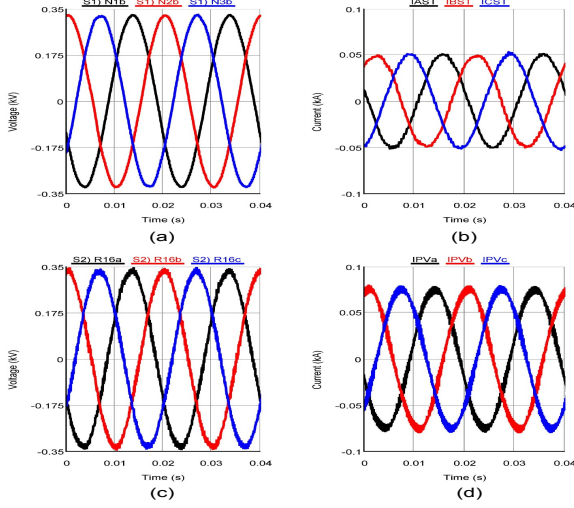 S1) N1b S1) N2b S1) N3b
0.35
0.175
0
-0.175
-0.35
Voltage (kV)
0 0.01 0.02 0.03 0.04
Time (s)
(a)
IAST IBST ICST
0.1
0.05
0
-0.05
-0.1
Current (kA)
0 0.01 0.02 0.03 0.04
Time (s)
(b)
S2) R16a S2) R16b S2) R16c
0.35
0.175
0
-0.175
-0.35
Voltage (kV)
0 0.01 0.02 0.03 0.04
Time (s)
(c)
IPVa IPVb IPVc
0.1
0.05
0
-0.05
-0.1
Current (kA)
0 0.01 0.02 0.03 0.04
Time (s)
(d)